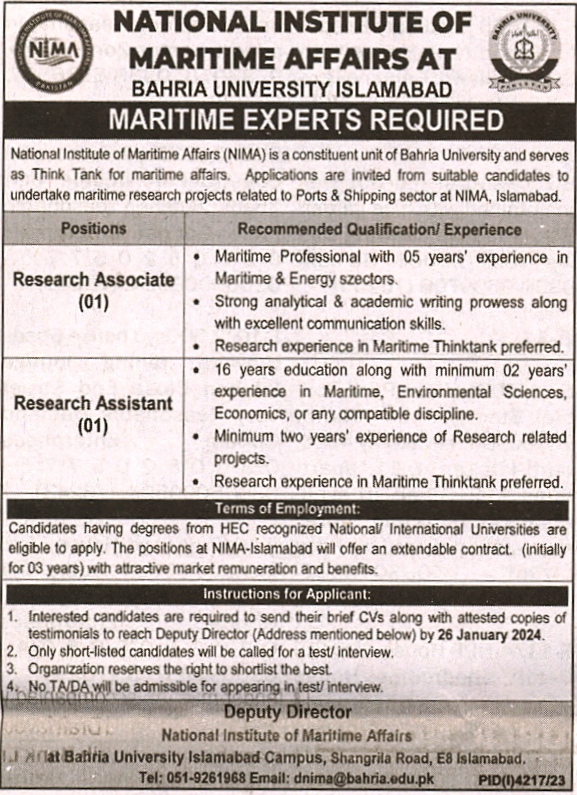 NATIONAL INSTITUTE OF
MARITIME AFFAIRS AT
BAHRIA UNIVERSITY ISLAMABAD
NIMA
PAKISTAN
BAHRIA UNIVERSITY
MARITIME EXPERTS REQUIRED
National Institute of Maritime Affairs (NIMA) is a constituent unit of Bahria University and serves
as Think Tank for maritime affairs. Applications are invited from suitable candidates to
undertake maritime research projects related to Ports & Shipping sector at NIMA, Islamabad.
Positions
Recommended Qualification/ Experience
Research Associate
(01)
• Maritime Professional with 05 years' experience in
Maritime & Energy szectors.
• Strong analytical & academic writing prowess along
with excellent communication skills.
• Research experience in Maritime Thinktank preferred.
Research Assistant
(01)
• 16 years education along with minimum 02 years'
experience in Maritime, Environmental Sciences,
Economics, or any compatible discipline.
• Minimum two years' experience of Research related
projects.
• Research experience in Maritime Thinktank preferred.
Terms of Employment:
Candidates having degrees from HEC recognized National/ International Universities are
eligible to apply. The positions at NIMA-Islamabad will offer an extendable contract. (initially
for 03 years) with attractive market remuneration and benefits.
Instructions for Applicant:
1. Interested candidates are required to send their brief CVs along with attested copies of
testimonials to reach Deputy Director (Address mentioned below) by 26 January 2024.
2. Only short-listed candidates will be called for a test/ interview.
3. Organization reserves the right to shortlist the best.
4. No TA/DA will be admissible for appearing in test/ interview.
Deputy Director
National Institute of Maritime Affairs
at Bahria University Islamabad Campus, Shangrila Road, E8 Islamabad.
Tel: 051-9261968 Email: dnima@bahria.edu.pk
PID(I)4217/23